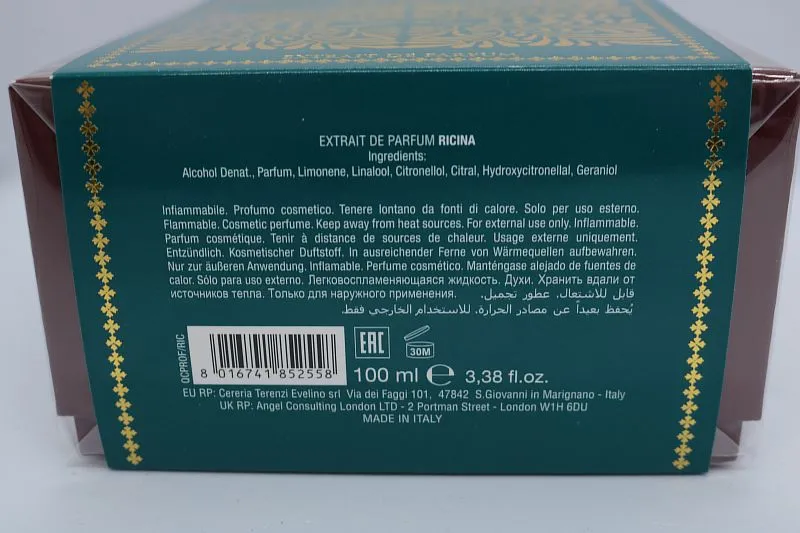 EXTRAIT DE PARFUM
EXTRAIT DE PARFUM RICINA
Ingredients:
Alcohol Denat., Parfum, Limonene, Linalool, Citronellol, Citral, Hydroxycitronellal, Geraniol
Infiammabile. Profumo cosmetico. Tenere lontano da fonti di calore. Solo per uso esterno.
Flammable. Cosmetic perfume. Keep away from heat sources. For external use only. Inflammable.
Parfum cosmétique. Tenir à distance de sources de chaleur. Usage externe uniquement.
Entzündlich. Kosmetischer Duftstoff. In ausreichender Ferne von Wärmequellen aufbewahren.
Nur zur äußeren Anwendung. Inflamable. Perfume cosmético. Manténgase alejado de fuentes de
calor. Sólo para uso externo. Легковоспламеняющаяся жидкость. Духи. Хранить вдали от
источников тепла. Только для наружного применения. قابل للاشتعال. عطور تجميل.
يُحفظ بعيداً عن مصادر الحرارة. للاستخدام الخارجي فقط.
QCPROF/RIC
8 016741 852558
EAC
30M
100 ml ℮ 3,38 fl.oz.
EU RP: Cereria Terenzi Evelino srl Via dei Faggi 101, 47842 S.Giovanni in Marignano - Italy
UK RP: Angel Consulting London LTD - 2 Portman Street - London W1H 6DU
MADE IN ITALY